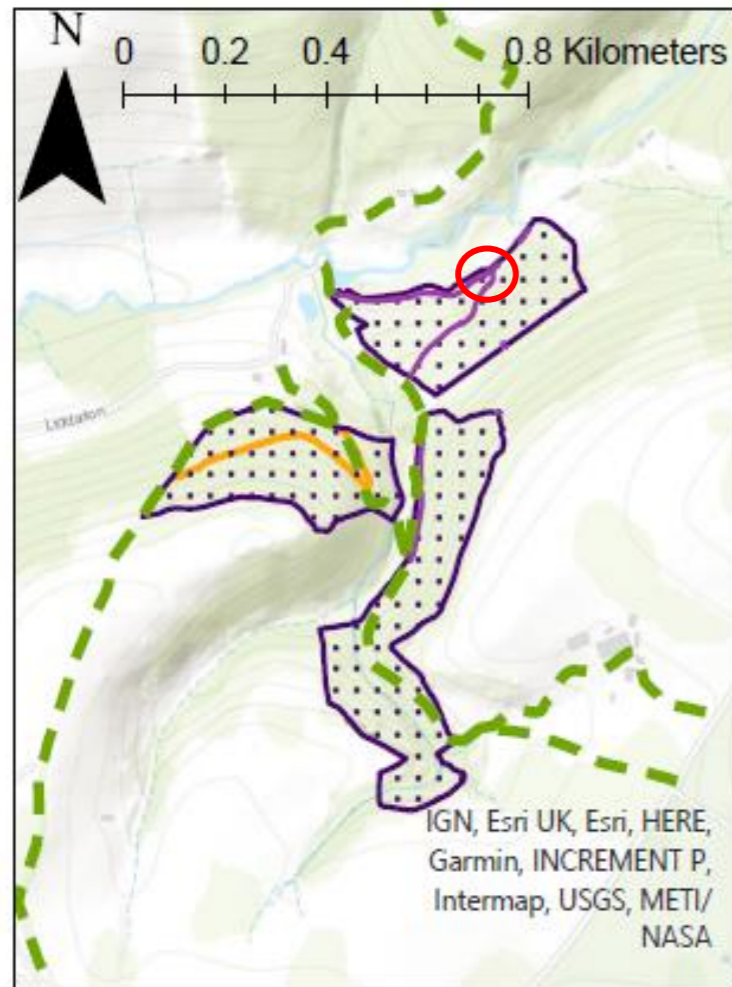 N
0 0.2 0.4 0.8 Kilometers
IGN, Esri UK, Esri, HERE,
Garmin, INCREMENT P,
Intermap, USGS, METI/
NASA